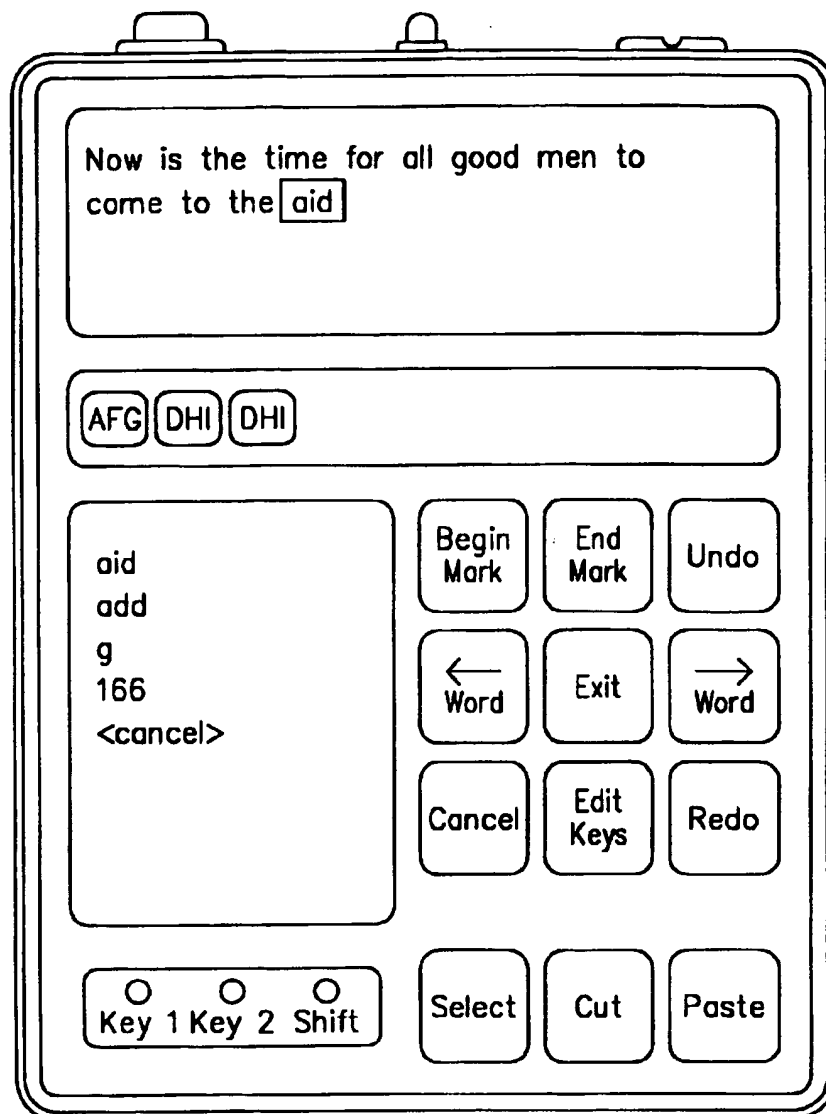 Now is the time for all good men to
come to the aid
AFG DHI DHI
aid
add
g
166
<cancel>
Begin
Mark
End
Mark
Undo
←
Word
Exit
→
Word
Cancel
Edit
Keys
Redo
Key 1 Key 2 Shift
Select
Cut
Paste